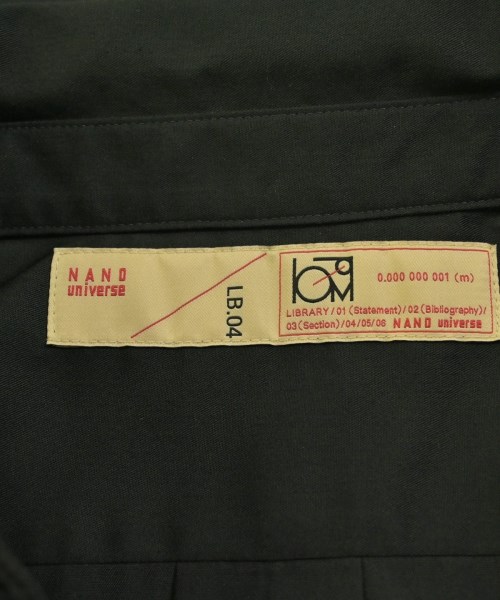 NANO
universe
LB.04
0.000 000 001 (m)
LIBRARY/01(Statement)/02(Bibliography)/
03(Section)/04/05/06 NANO universe